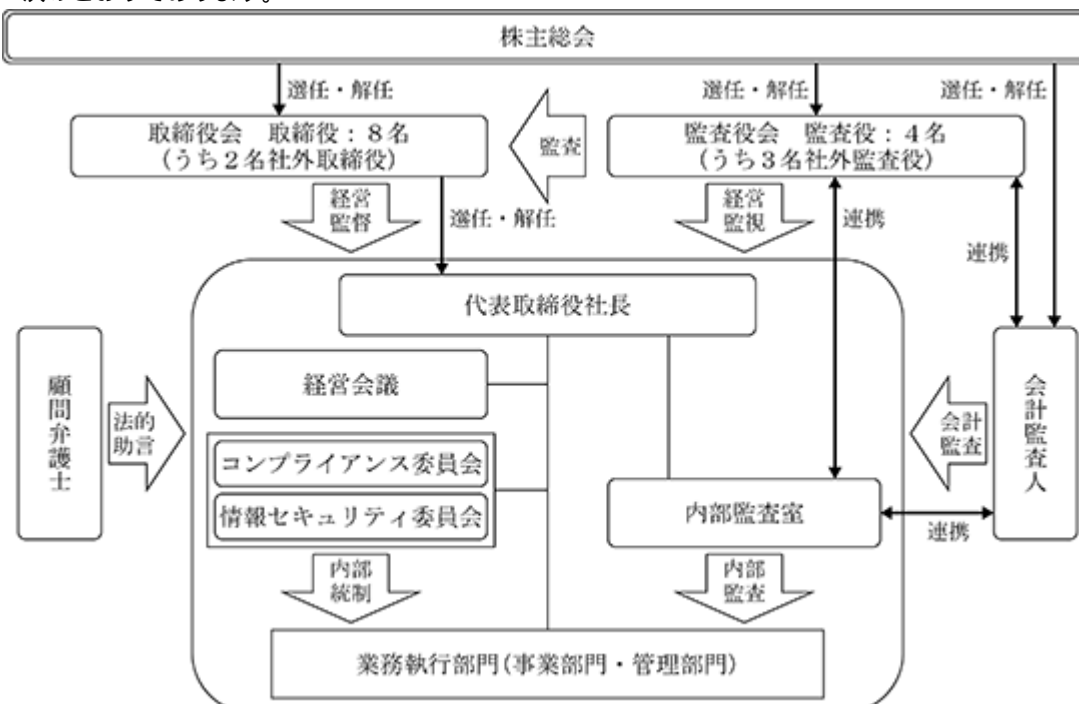 株主総会
選任・解任
選任・解任
選任・解任
取締役会 取締役：8名
(うち2名社外取締役)
監査
監査役会 監査役：4名
(うち3名社外監査役)
経営
監督
選任・解任
経営
監視
連携
連携
代表取締役社長
顧問弁護士
法的
助言
経営会議
コンプライアンス委員会
情報セキュリティ委員会
内部監査室
会計
監査
会計監査人
連携
内部
統制
内部
監査
業務執行部門(事業部門・管理部門)